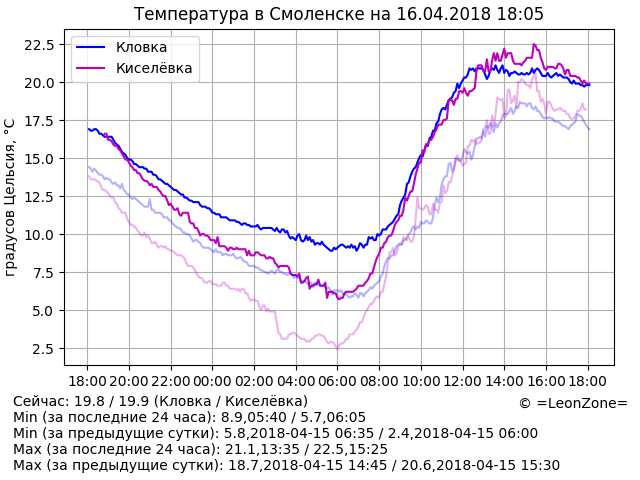 Температура в Смоленске на 16.04.2018 18:05
Кловка
Киселёвка
градусов Цельсия, °C
22.5
20.0
17.5
15.0
12.5
10.0
7.5
5.0
2.5
18:00 20:00 22:00 00:00 02:00 04:00 06:00 08:00 10:00 12:00 14:00 16:00 18:00
Сейчас: 19.8 / 19.9 (Кловка / Киселёвка)
© =LeonZone=
Min (за последние 24 часа): 8.9,05:40 / 5.7,06:05
Min (за предыдущие сутки): 5.8,2018-04-15 06:35 / 2.4,2018-04-15 06:00
Max (за последние 24 часа): 21.1,13:35 / 22.5,15:25
Max (за предыдущие сутки): 18.7,2018-04-15 14:45 / 20.6,2018-04-15 15:30